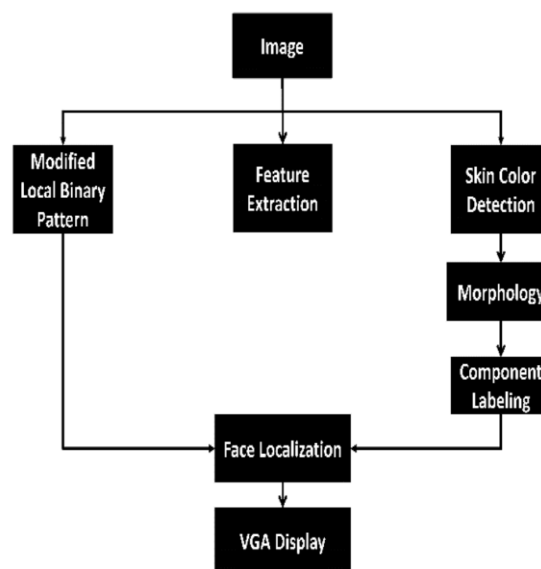 Image
Modified
Local Binary
Pattern
Feature
Extraction
Skin Color
Detection
Morphology
Component
Labeling
Face Localization
VGA Display